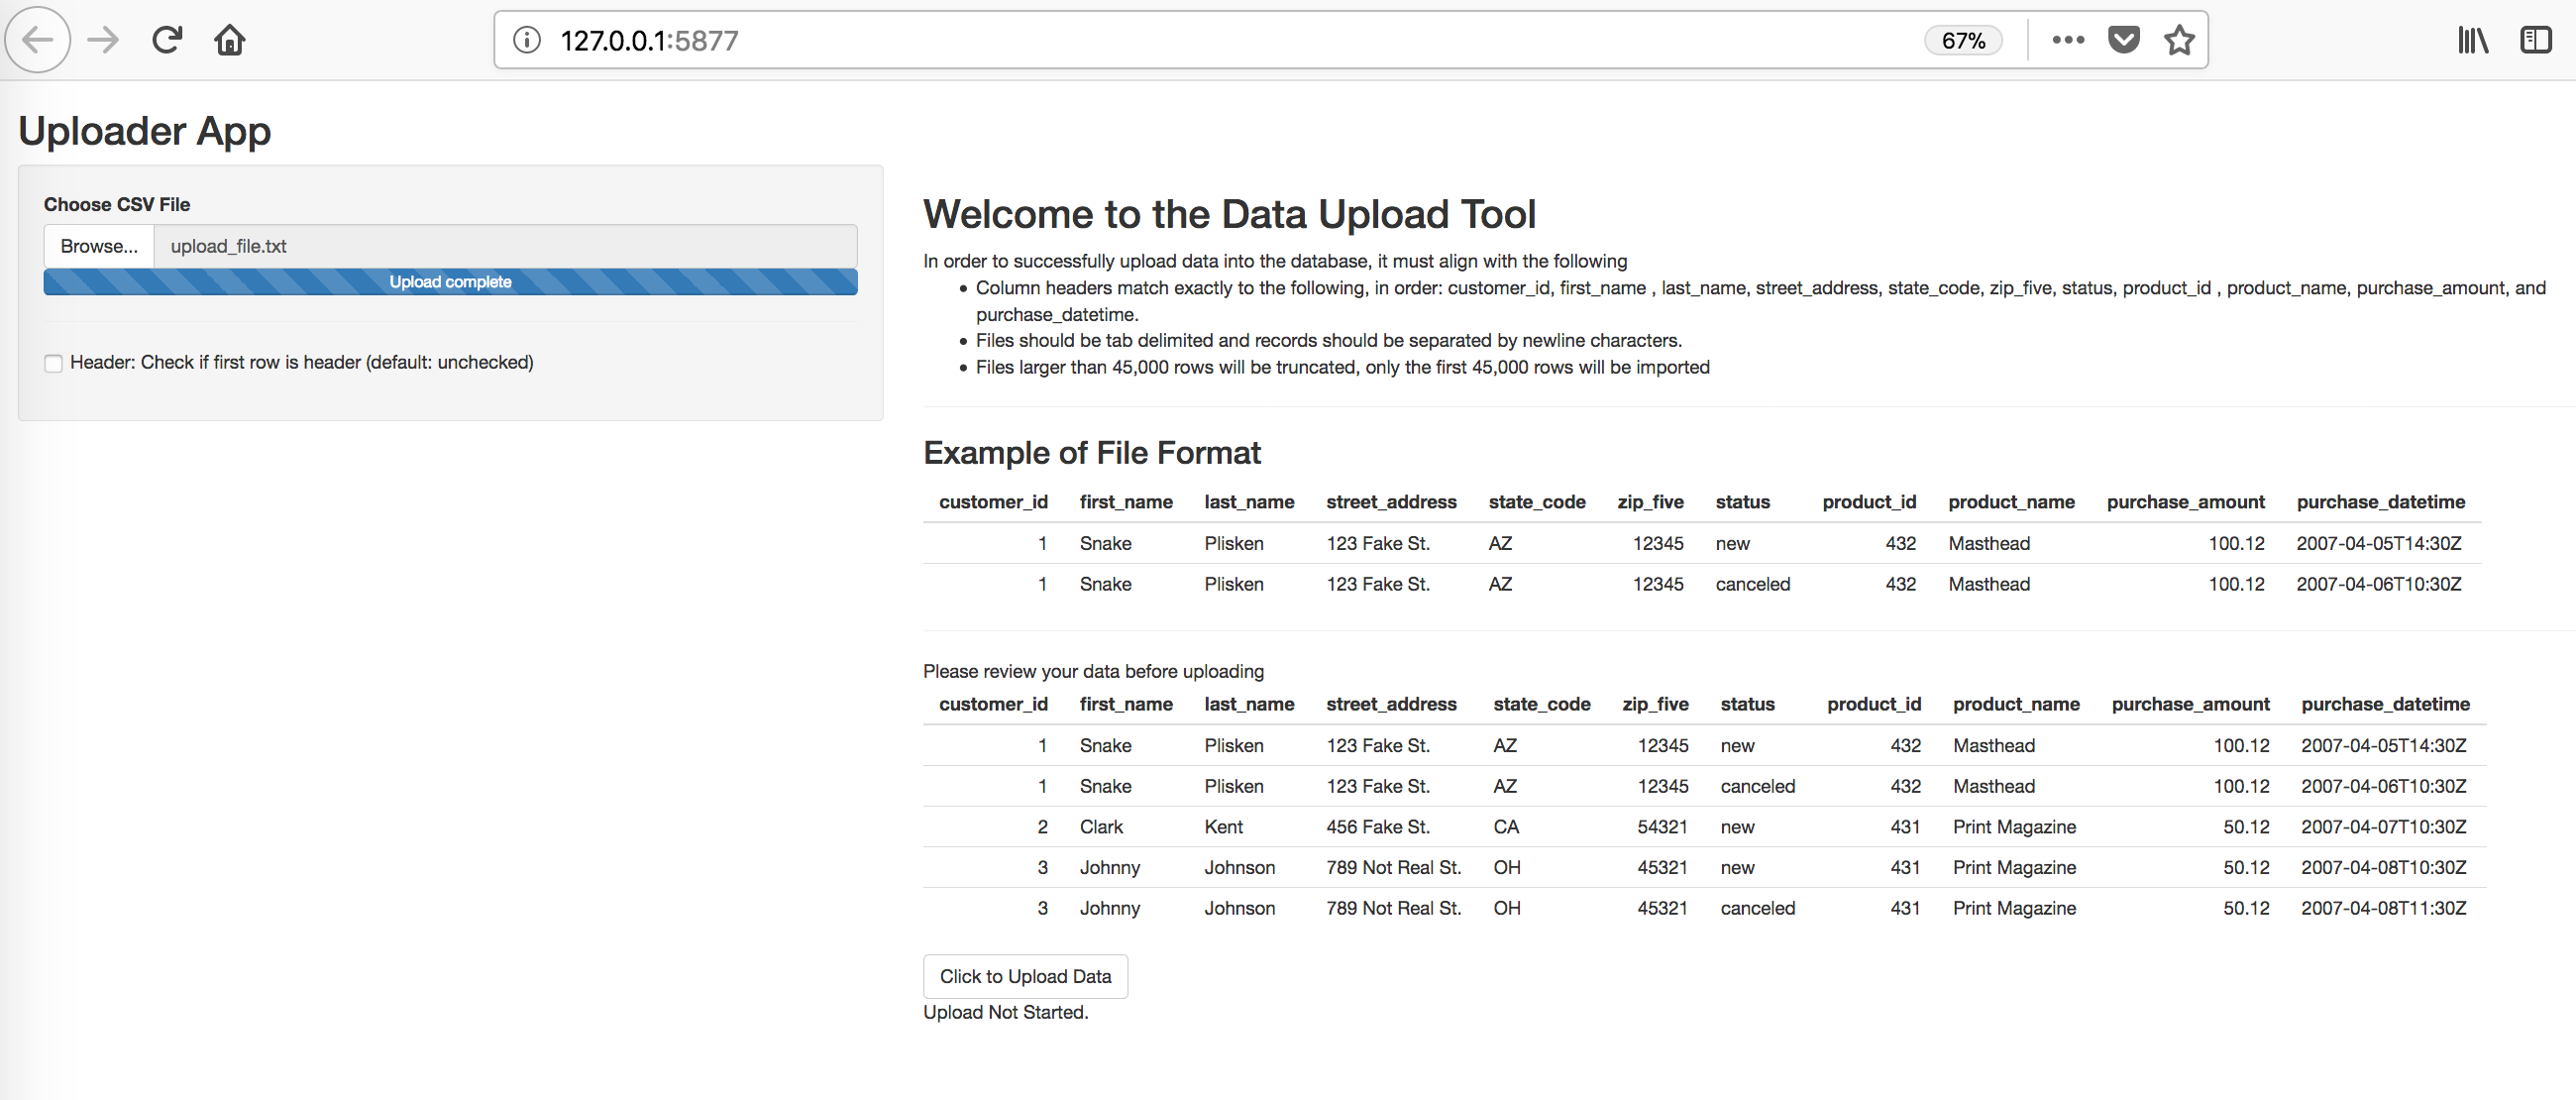 127.0.0.1:5877
67%
Uploader App
Choose CSV File
Browse... upload_file.txt
Upload complete
Header: Check if first row is header (default: unchecked)
Welcome to the Data Upload Tool
In order to successfully upload data into the database, it must align with the following
Column headers match exactly to the following, in order: customer_id, first_name , last_name, street_address, state_code, zip_five, status, product_id , product_name, purchase_amount, and
purchase_datetime.
Files should be tab delimited and records should be separated by newline characters.
Files larger than 45,000 rows will be truncated, only the first 45,000 rows will be imported
Example of File Format
customer_id first_name last_name street_address state_code zip_five status product_id product_name purchase_amount purchase_datetime
1 Snake Plisken 123 Fake St. AZ 12345 new 432 Masthead 100.12 2007-04-05T14:30Z
1 Snake Plisken 123 Fake St. AZ 12345 canceled 432 Masthead 100.12 2007-04-06T10:30Z
Please review your data before uploading
customer_id first_name last_name street_address state_code zip_five status product_id product_name purchase_amount purchase_datetime
1 Snake Plisken 123 Fake St. AZ 12345 new 432 Masthead 100.12 2007-04-05T14:30Z
1 Snake Plisken 123 Fake St. AZ 12345 canceled 432 Masthead 100.12 2007-04-06T10:30Z
2 Clark Kent 456 Fake St. CA 54321 new 431 Print Magazine 50.12 2007-04-07T10:30Z
3 Johnny Johnson 789 Not Real St. OH 45321 new 431 Print Magazine 50.12 2007-04-08T10:30Z
3 Johnny Johnson 789 Not Real St. OH 45321 canceled 431 Print Magazine 50.12 2007-04-08T11:30Z
Click to Upload Data
Upload Not Started.